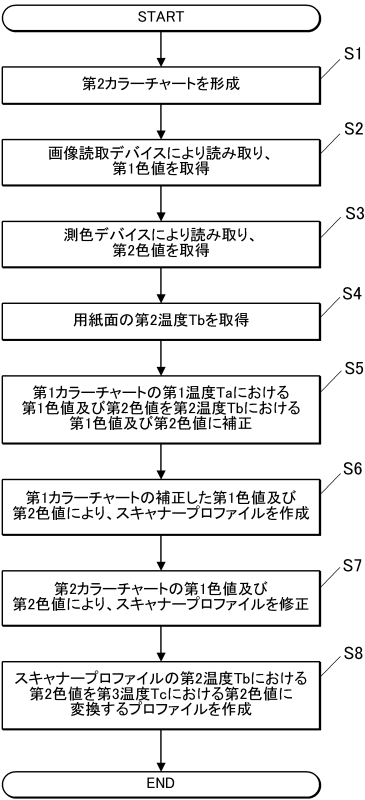 START
S1
第2カラーチャートを形成
S2
画像読取デバイスにより読み取り、
第1色値を取得
S3
測色デバイスにより読み取り、
第2色値を取得
S4
用紙面の第2温度Tbを取得
S5
第1カラーチャートの第1温度Taにおける
第1色値及び第2色値を第2温度Tbにおける
第1色値及び第2色値に補正
S6
第1カラーチャートの補正した第1色値及び
第2色値により、スキャナープロファイルを作成
S7
第2カラーチャートの第1色値及び
第2色値により、スキャナープロファイルを修正
S8
スキャナープロファイルの第2温度Tbにおける
第2色値を第3温度Tcにおける第2色値に
変換するプロファイルを作成
END